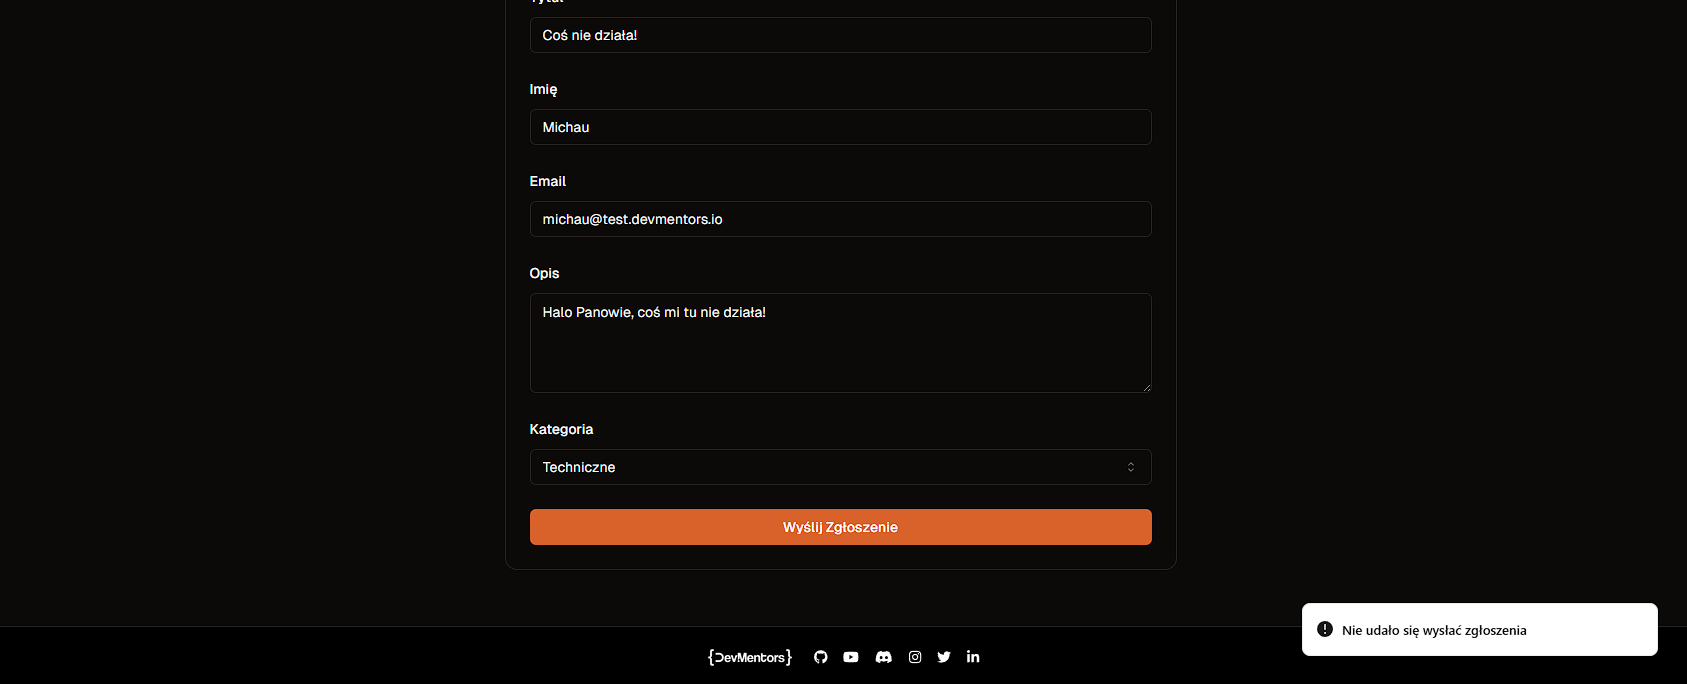 Tytuł
Coś nie działa!
Imię
Michau
Email
michau@test.devmentors.io
Opis
Halo Panowie, coś mi tu nie działa!
Kategoria
Techniczne
Wyślij Zgłoszenie
Nie udało się wysłać zgłoszenia
{DevMentors}